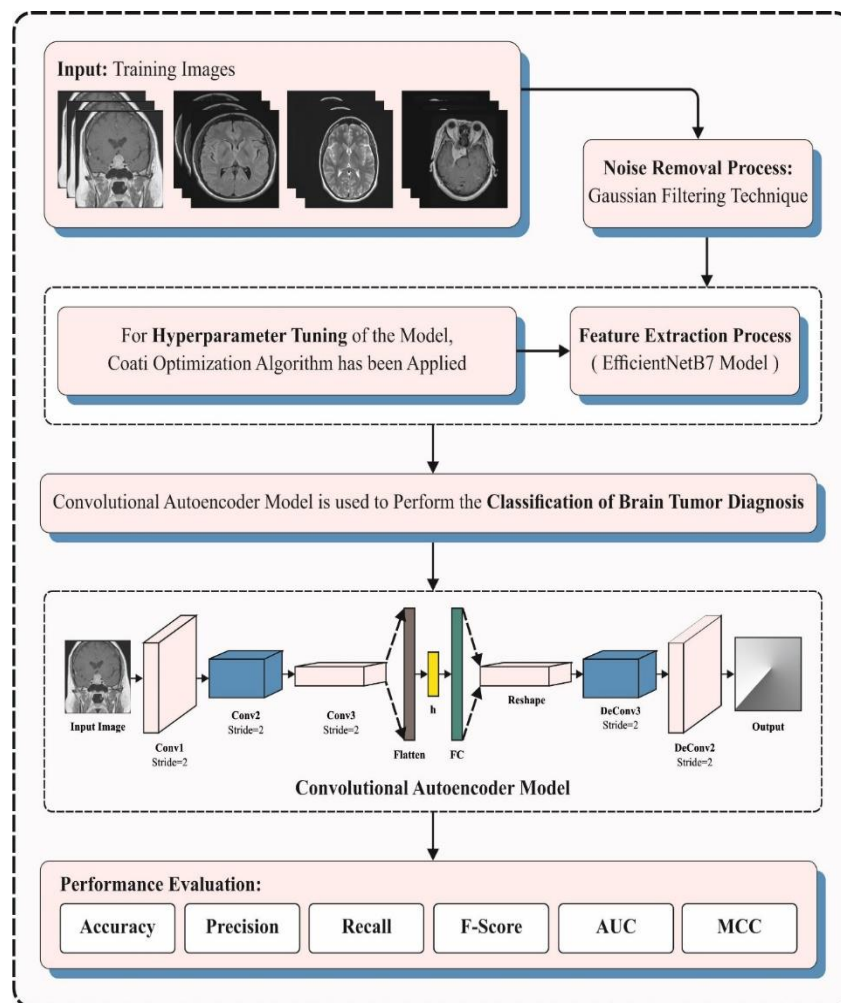 Input: Training Images
Noise Removal Process:
Gaussian Filtering Technique
For Hyperparameter Tuning of the Model,
Coati Optimization Algorithm has been Applied
Feature Extraction Process
( EfficientNetB7 Model )
Convolutional Autoencoder Model is used to Perform the Classification of Brain Tumor Diagnosis
Input Image
Conv1
Stride=2
Conv2
Stride=2
Conv3
Stride=2
Flatten
h
FC
Reshape
DeConv3
Stride=2
DeConv2
Stride=2
Output
Convolutional Autoencoder Model
Performance Evaluation:
Accuracy
Precision
Recall
F-Score
AUC
MCC